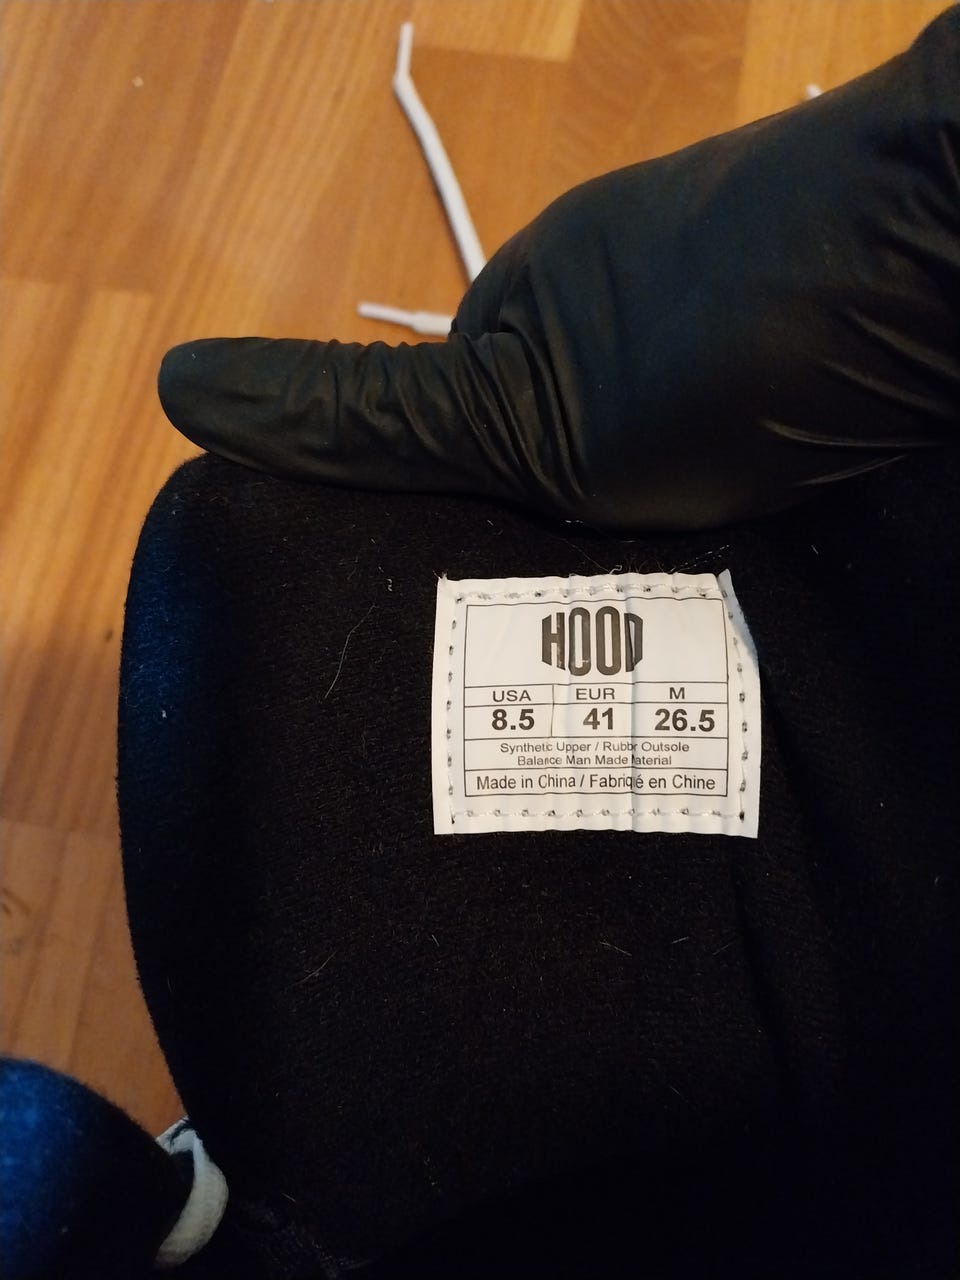 HOOD
USA EUR M
8.5 41 26.5
Synthetic Upper / Rubbr Outsole
Balance Man Made Material
Made in China / Fabriqué en Chine